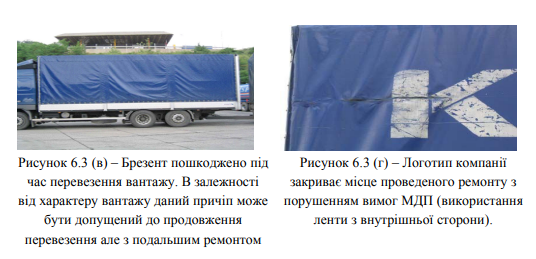 Рисунок 6.3 (в) – Брезент пошкоджено під
час перевезення вантажу. В залежності
від характеру вантажу даний причіп може
бути допущений до продовження
перевезення але з подальшим ремонтом
K
Рисунок 6.3 (г) – Логотип компанії
закриває місце проведеного ремонту з
порушенням вимог МДП (використання
ленти з внутрішньої сторони).